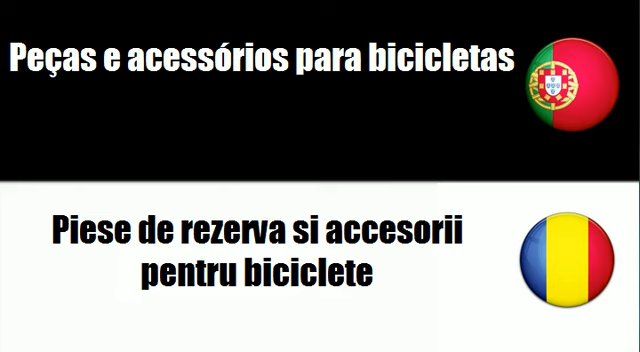 Peças e acessórios para bicicletas
Piese de rezerva si accesorii
pentru biciclete